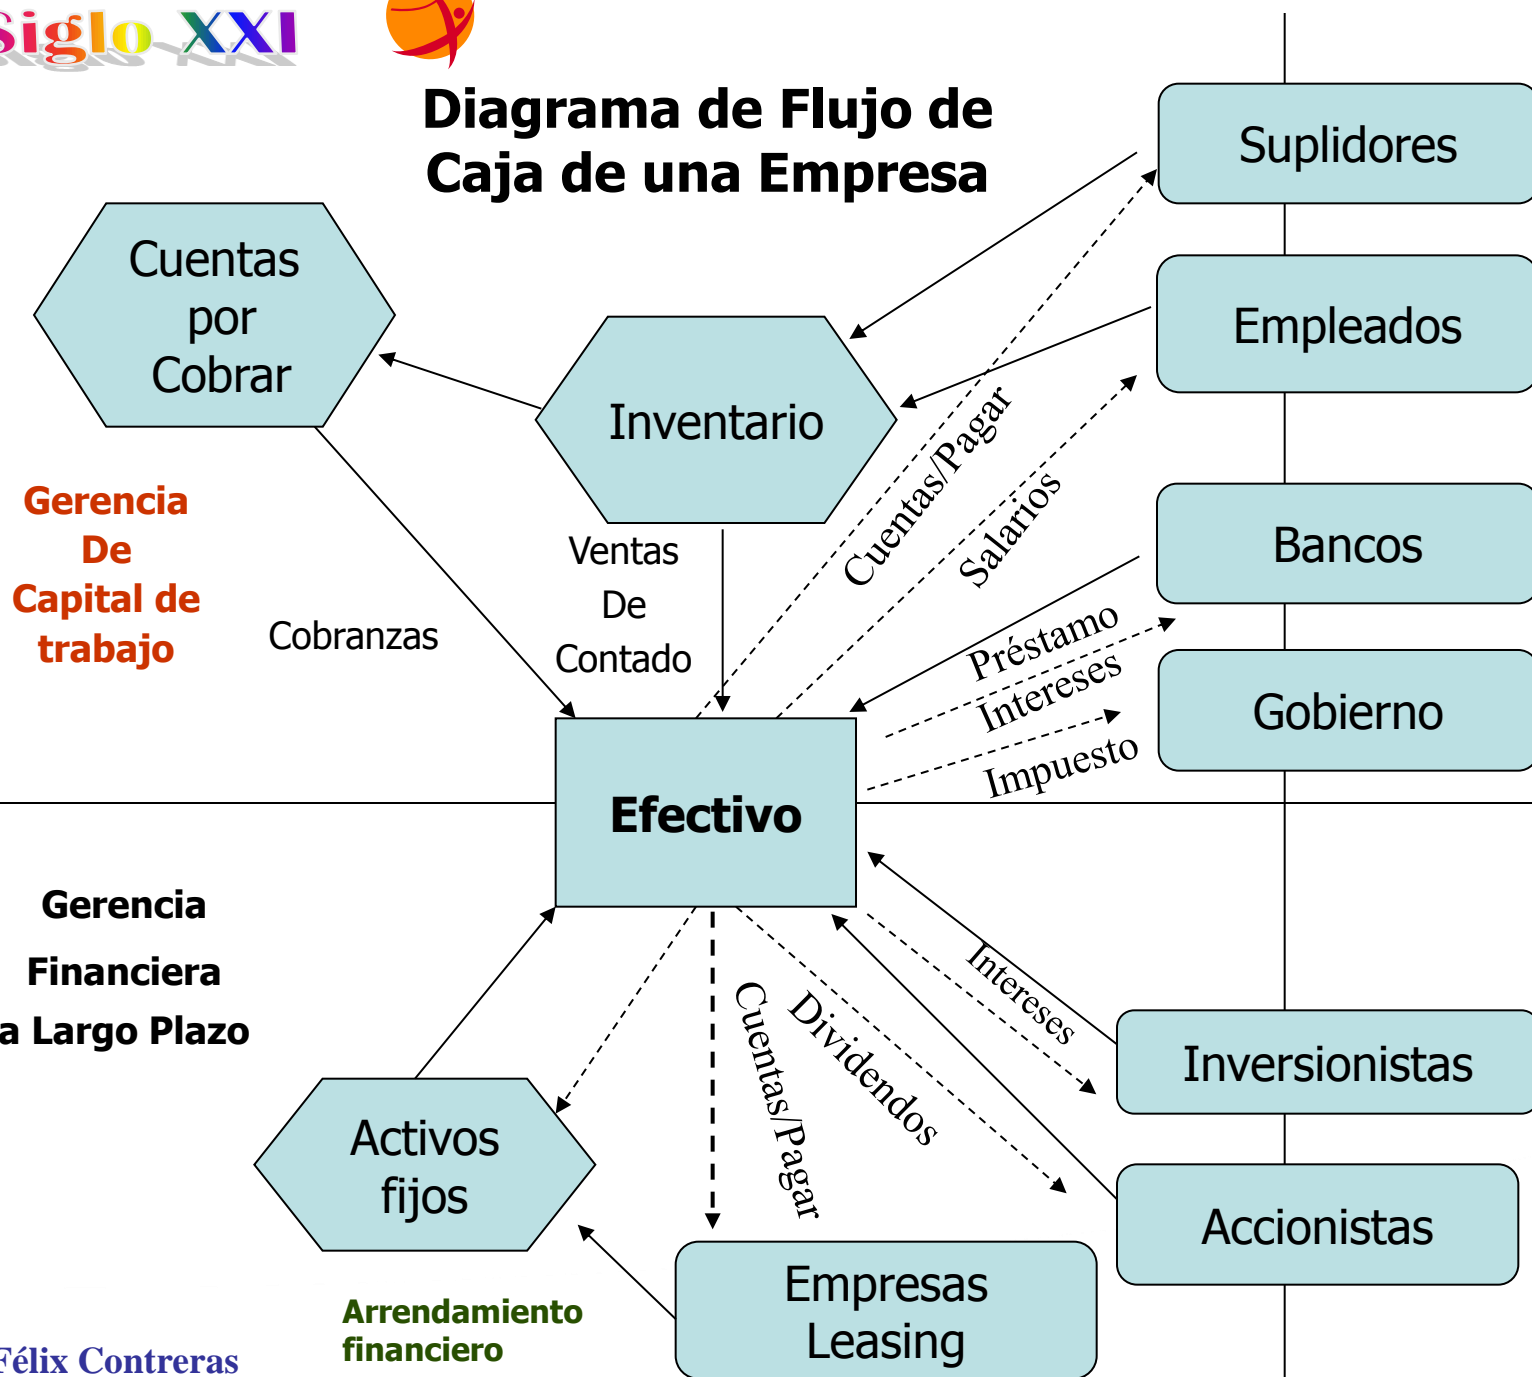 Siglo XXI
Diagrama de Flujo de
Caja de una Empresa
Suplidores
Cuentas
por
Cobrar
Empleados
Inventario
Cuentas/Pagar
Salarios
Gerencia
De
Capital de
trabajo
Bancos
Ventas
De
Contado
Cobranzas
Préstamo
Intereses
Gobierno
Impuesto
Efectivo
Gerencia
Financiera
a Largo Plazo
Intereses
Cuentas/Pagar
Dividendos
Inversionistas
Activos
fijos
Accionistas
Empresas
Leasing
Arrendamiento
financiero
Félix Contreras